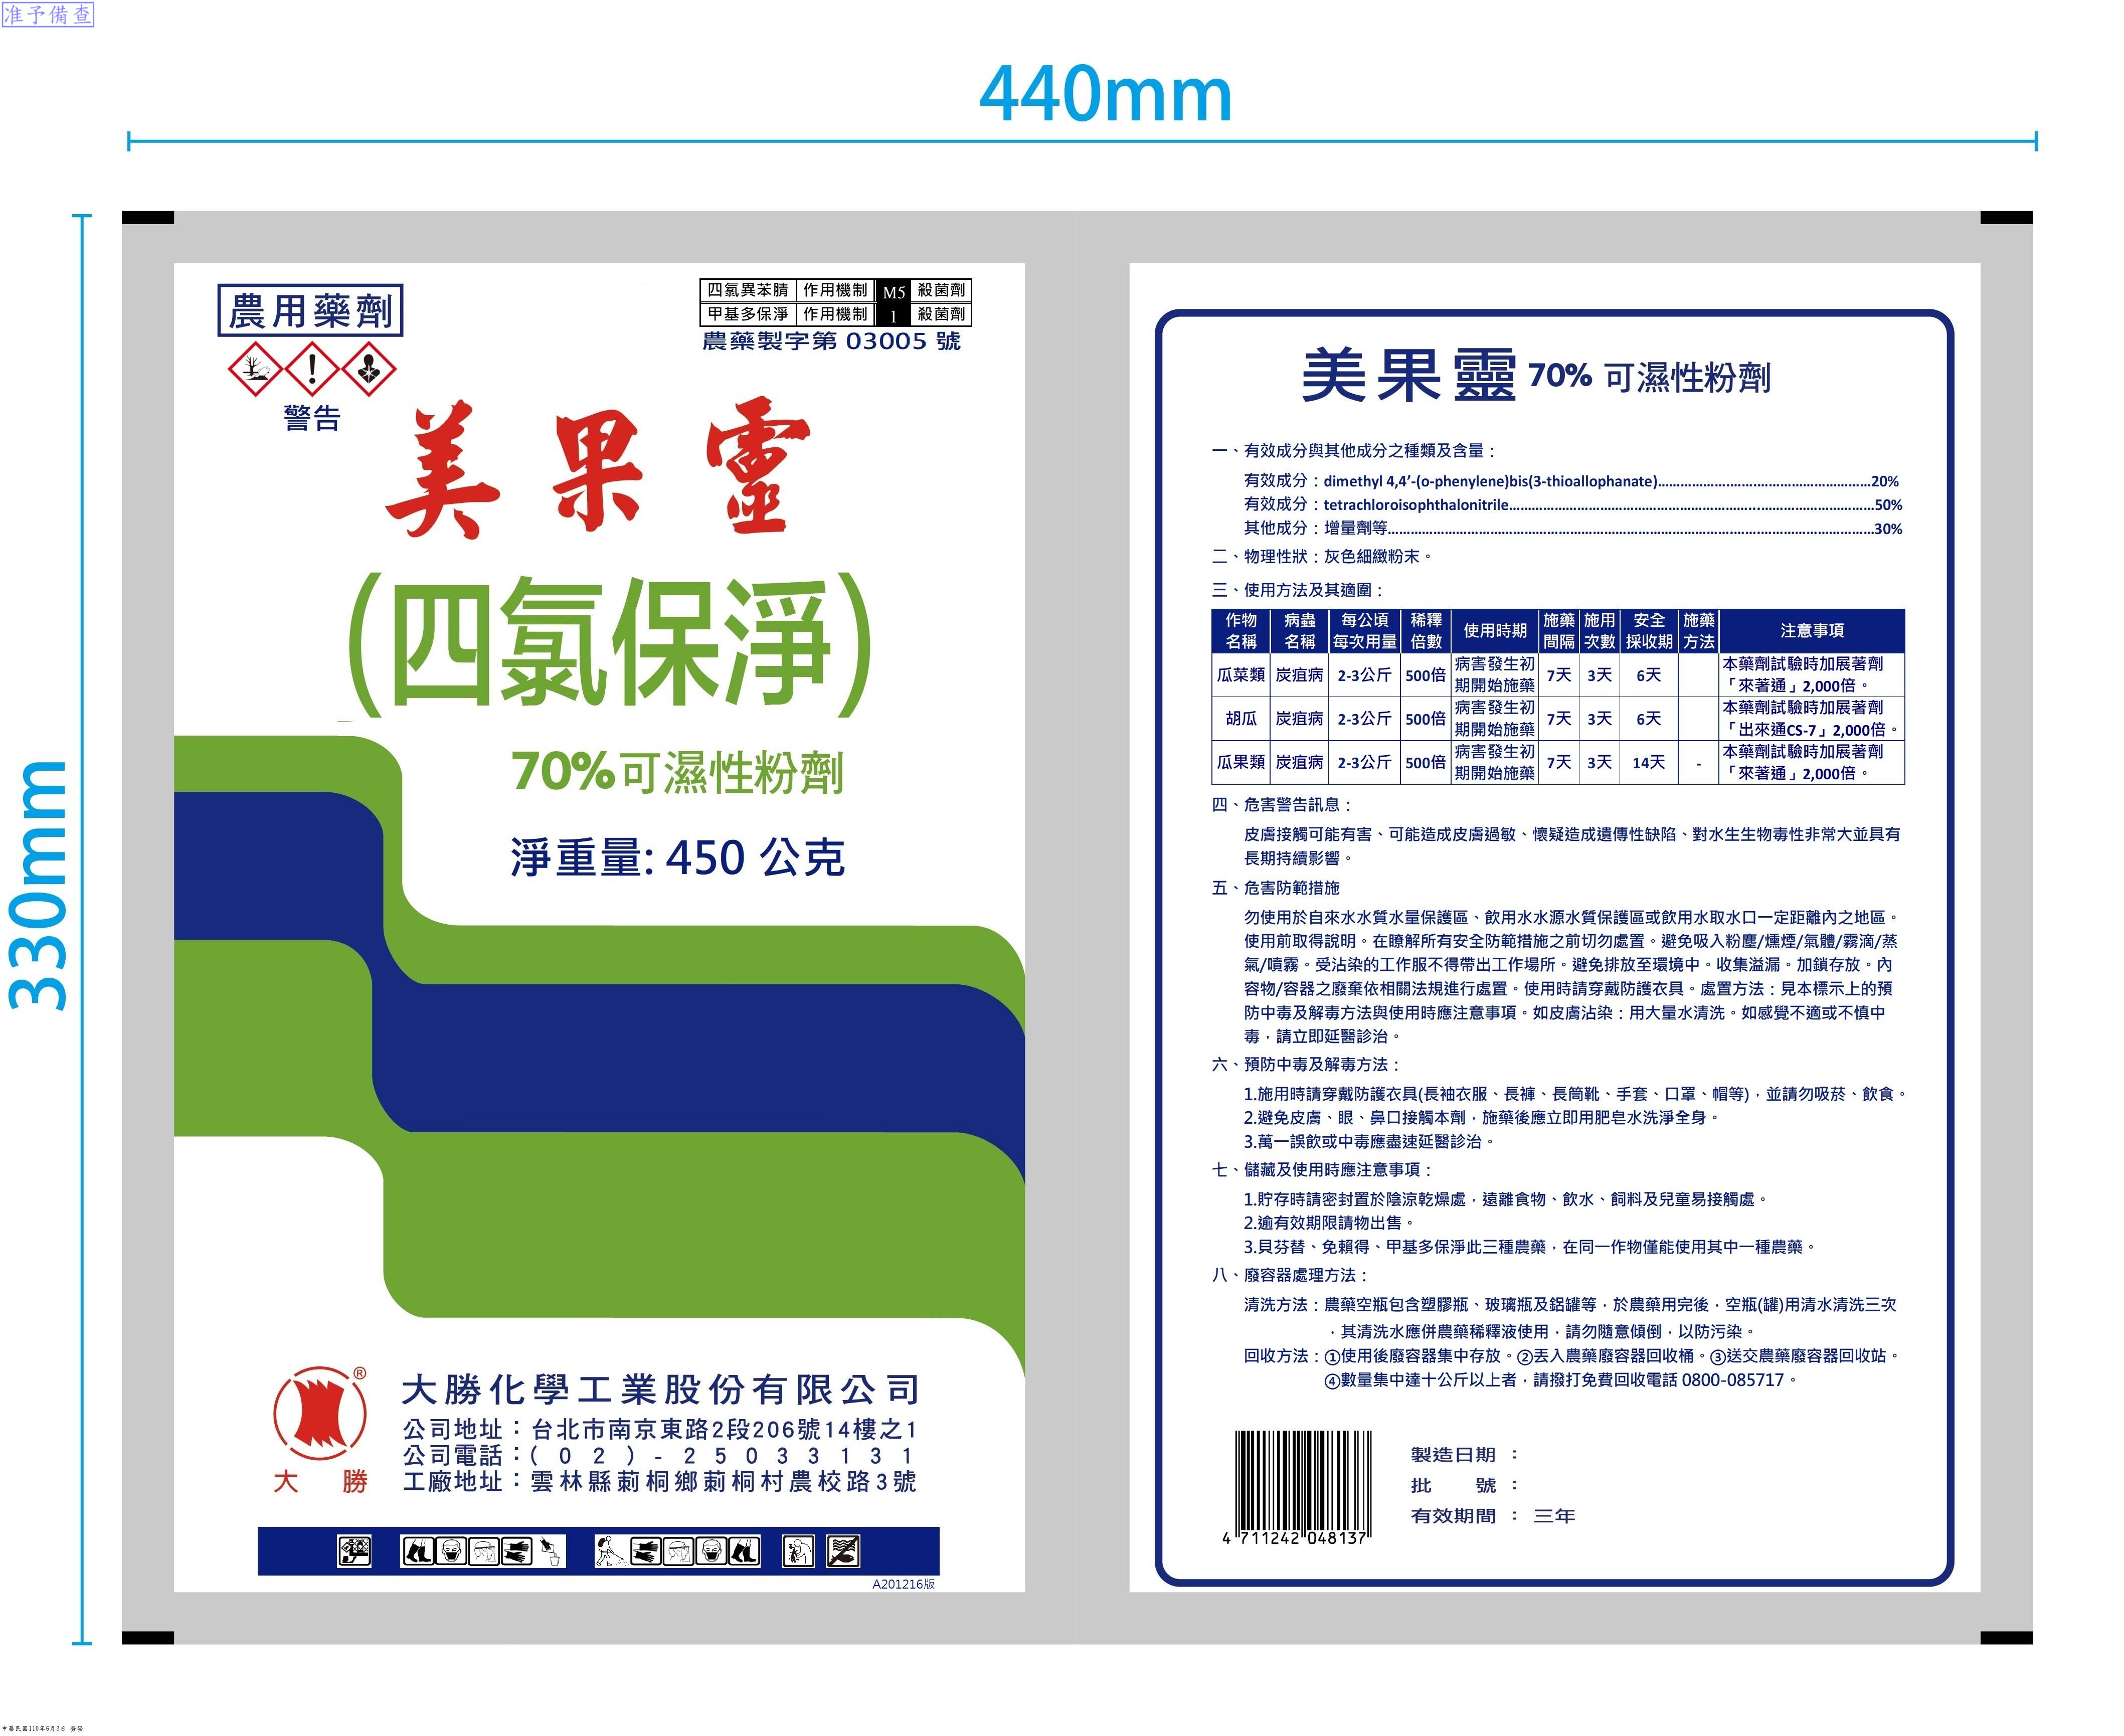 准予備查
440mm
330mm
農用藥劑
四氯異苯腈 作用機制 M5 殺菌劑
甲基多保淨 作用機制 1 殺菌劑
農藥製字第 03005 號
警告
美果靈
(四氯保淨)
70%可濕性粉劑
淨重量: 450 公克
®
大勝
大勝化學工業股份有限公司
公司地址：台北市南京東路2段206號14樓之1
公司電話：(02)-25033131
工廠地址：雲林縣莿桐鄉莿桐村農校路3號
A201216版
美果靈 70% 可濕性粉劑
一、有效成分與其他成分之種類及含量：
有效成分：dimethyl 4,4’-(o-phenylene)bis(3-thioallophanate)......20%
有效成分：tetrachloroisophthalonitrile......50%
其他成分：增量劑等......30%
二、物理性狀：灰色細緻粉末。
三、使用方法及其適圍：
作物名稱 病蟲名稱 每公頃每次用量 稀釋倍數 使用時期 施藥間隔 施用次數 安全採收期 施藥方法 注意事項
瓜菜類 炭疽病 2-3公斤 500倍 病害發生初期開始施藥 7天 3天 6天 本藥劑試驗時加展著劑「來著通」2,000倍。
胡瓜 炭疽病 2-3公斤 500倍 病害發生初期開始施藥 7天 3天 6天 本藥劑試驗時加展著劑「出來通CS-7」2,000倍。
瓜果類 炭疽病 2-3公斤 500倍 病害發生初期開始施藥 7天 3天 14天 - 本藥劑試驗時加展著劑「來著通」2,000倍。
四、危害警告訊息：
皮膚接觸可能有害、可能造成皮膚過敏、懷疑造成遺傳性缺陷、對水生生物毒性非常大並具有
長期持續影響。
五、危害防範措施
勿使用於自來水水質水量保護區、飲用水水源水質保護區或飲用水取水口一定距離內之地區。
使用前取得說明。在瞭解所有安全防範措施之前切勿處置。避免吸入粉塵/燻煙/氣體/霧滴/蒸
氣/噴霧。受沾染的工作服不得帶出工作場所。避免排放至環境中。收集溢漏。加鎖存放。內
容物/容器之廢棄依相關法規進行處置。使用時請穿戴防護衣具。處置方法：見本標示上的預
防中毒及解毒方法與使用時應注意事項。如皮膚沾染：用大量水清洗。如感覺不適或不慎中
毒，請立即延醫診治。
六、預防中毒及解毒方法：
1.施用時請穿戴防護衣具(長袖衣服、長褲、長筒靴、手套、口罩、帽等)，並請勿吸菸、飲食。
2.避免皮膚、眼、鼻口接觸本劑，施藥後應立即用肥皂水洗淨全身。
3.萬一誤飲或中毒應盡速延醫診治。
七、儲藏及使用時應注意事項：
1.貯存時請密封置於陰涼乾燥處，遠離食物、飲水、飼料及兒童易接觸處。
2.逾有效期限請物出售。
3.貝芬替、免賴得、甲基多保淨此三種農藥，在同一作物僅能使用其中一種農藥。
八、廢容器處理方法：
清洗方法：農藥空瓶包含塑膠瓶、玻璃瓶及鋁罐等，於農藥用完後，空瓶(罐)用清水清洗三次
，其清洗水應併農藥稀釋液使用，請勿隨意傾倒，以防污染。
回收方法：①使用後廢容器集中存放。②丟入農藥廢容器回收桶。③送交農藥廢容器回收站。
④數量集中達十公斤以上者，請撥打免費回收電話 0800-085717。
4 711242 048137
製造日期：
批號：
有效期間：三年
中華民國110年6月3日